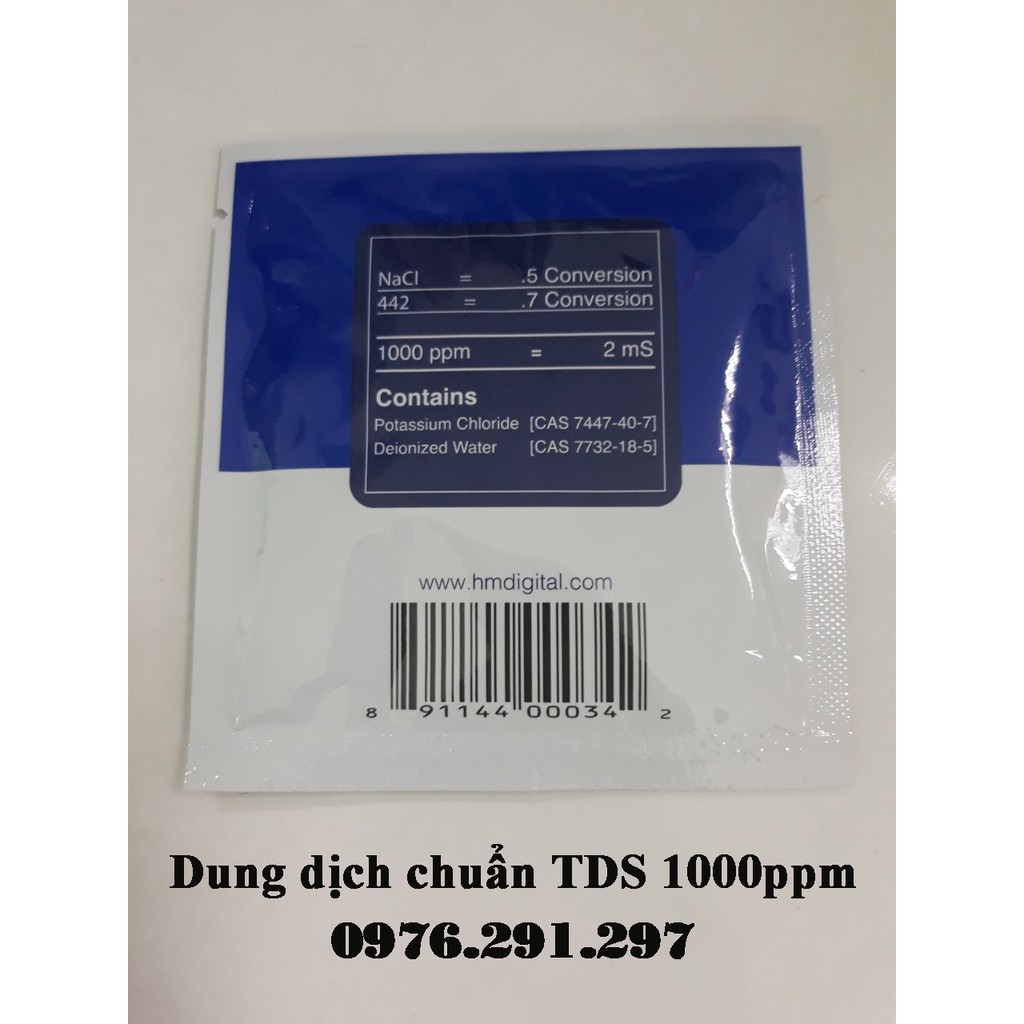 NaCl = .5 Conversion
442 = .7 Conversion
1000 ppm = 2 mS
Contains
Potassium Chloride [CAS 7447-40-7]
Deionized Water [CAS 7732-18-5]
www.hmdigital.com
8 91144 00034 2
Dung dịch chuẩn TDS 1000ppm
0976.291.297